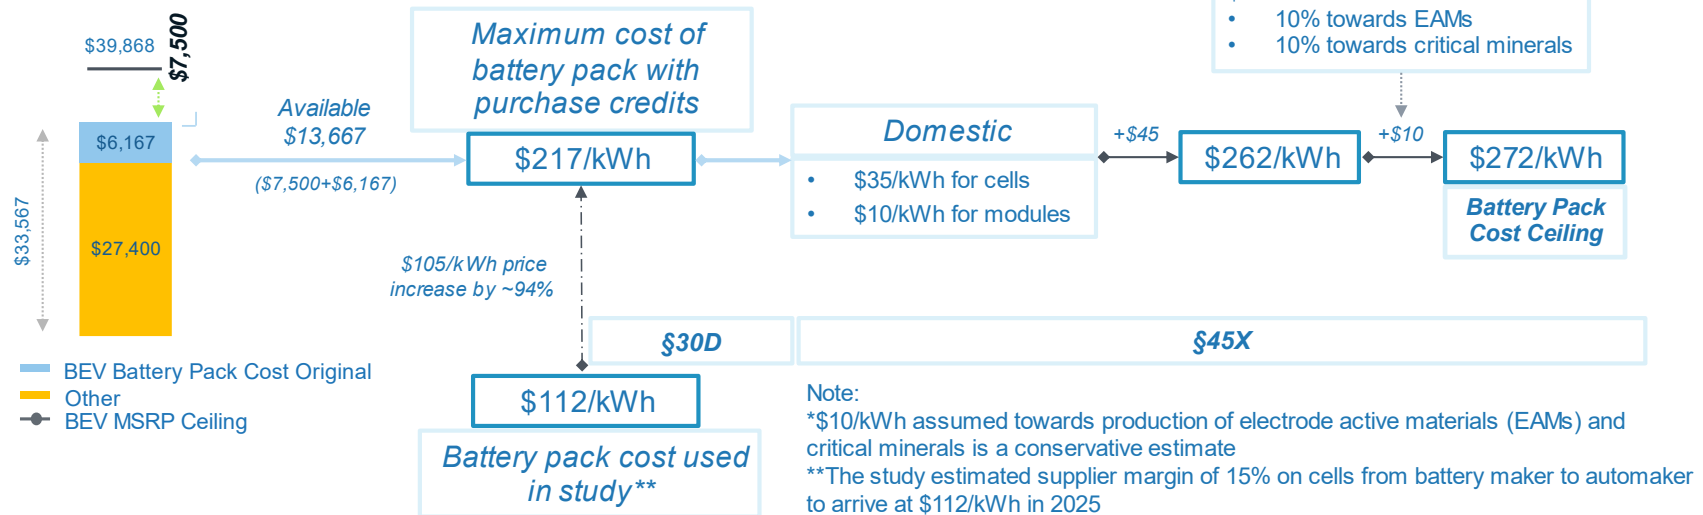 • 10% towards EAMs
• 10% towards critical minerals
$39,868
$7,500
$6,167
$27,400
$33,567
Available
$13,667
($7,500+$6,167)
Maximum cost of
battery pack with
purchase credits
$217/kWh
Domestic
• $35/kWh for cells
• $10/kWh for modules
+$45
$262/kWh
+$10
$272/kWh
Battery Pack
Cost Ceiling
$105/kWh price
increase by ~94%
§30D
§45X
BEV Battery Pack Cost Original
Other
BEV MSRP Ceiling
$112/kWh
Battery pack cost used
in study**
Note:
*$10/kWh assumed towards production of electrode active materials (EAMs) and
critical minerals is a conservative estimate
**The study estimated supplier margin of 15% on cells from battery maker to automaker
to arrive at $112/kWh in 2025